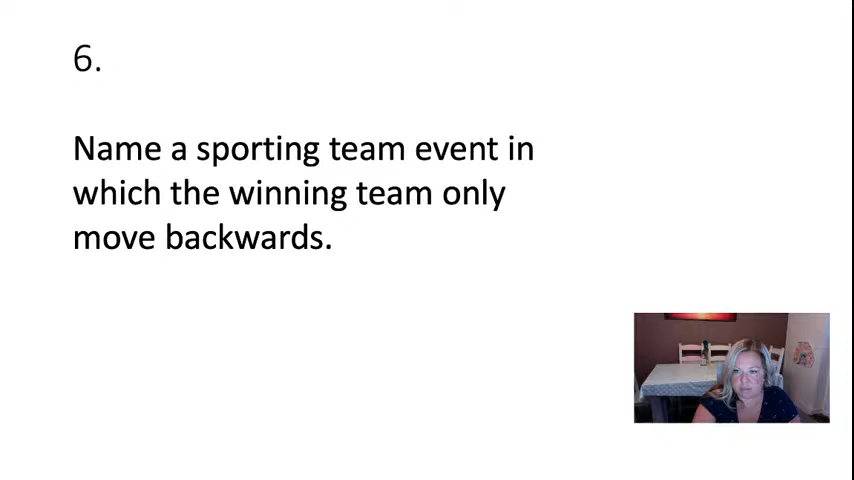 6.
Name a sporting team event in
which the winning team only
move backwards.